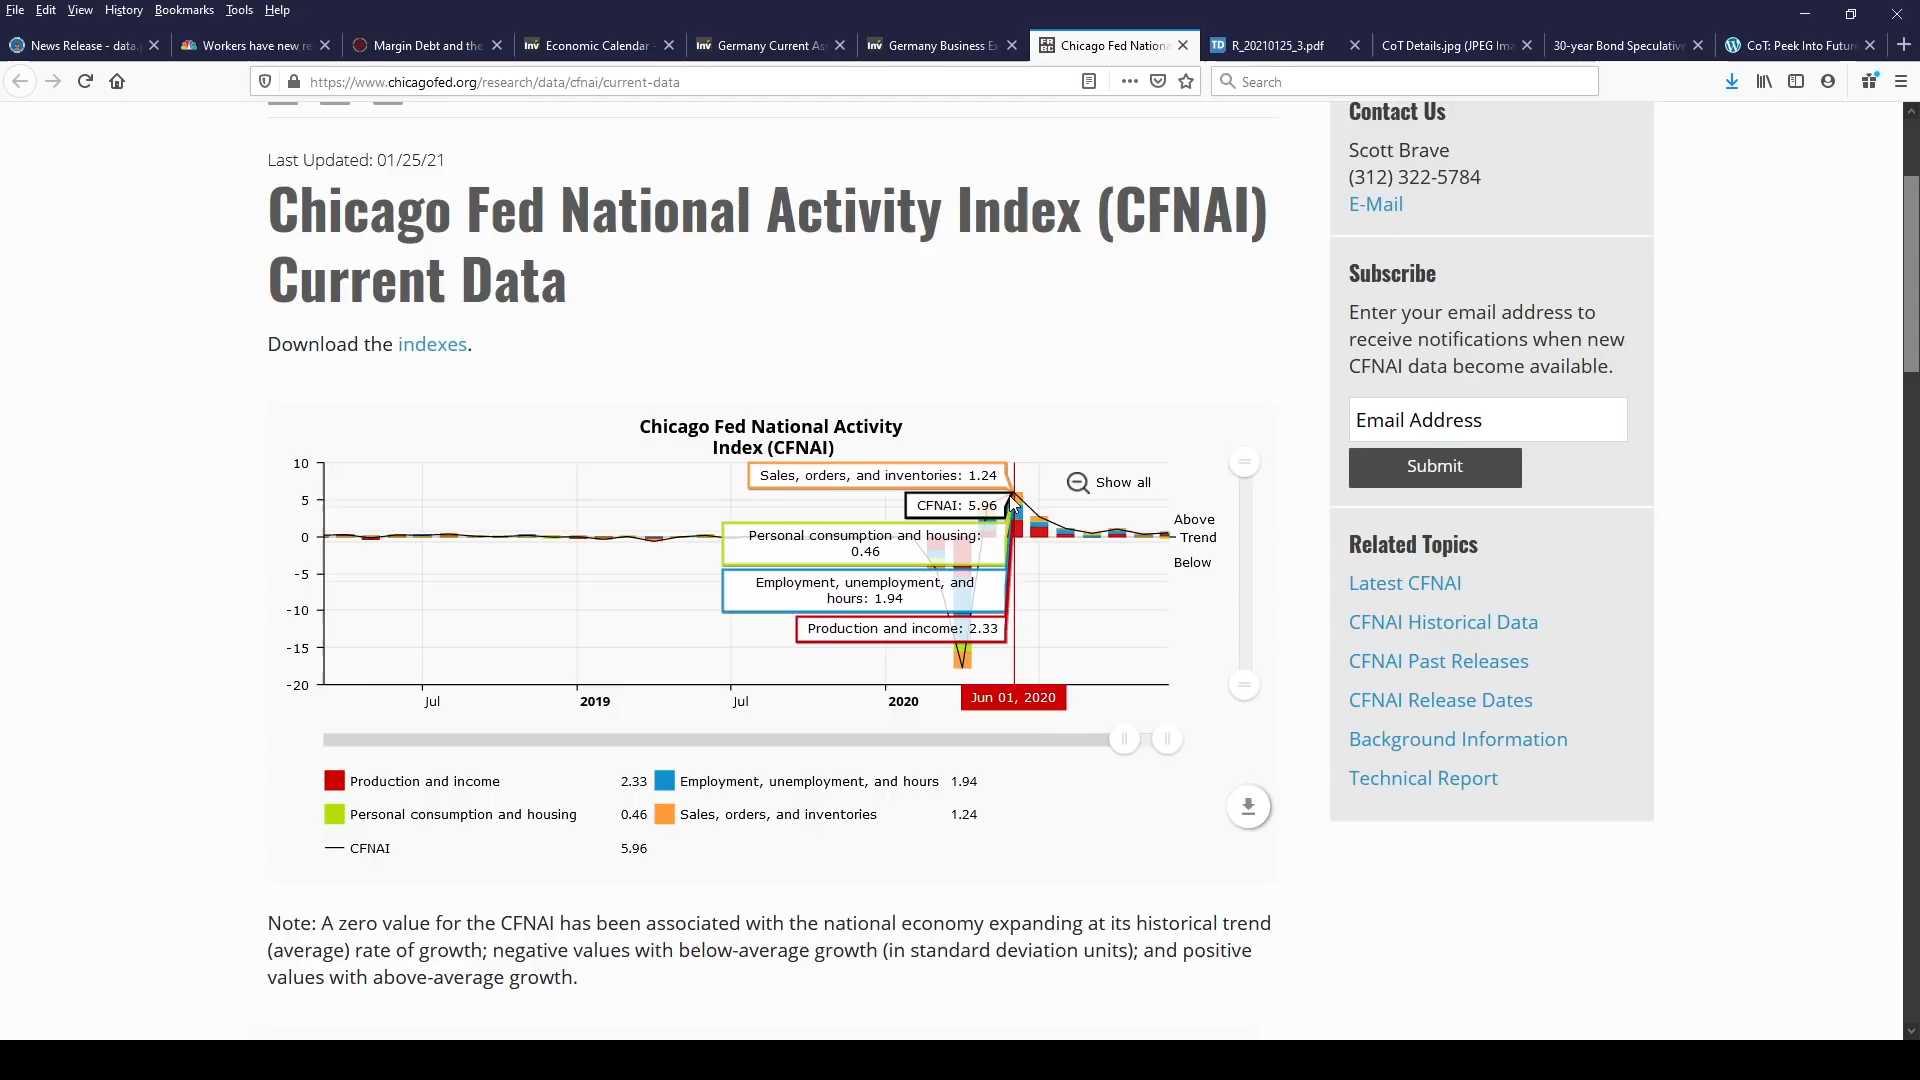 File Edit View History Bookmarks Tools Help
News Release - data.
Workers have new re
Margin Debt and the
Economic Calendar -
Germany Current As
Germany Business Ex
Chicago Fed Nationa
R_20210125_3.pdf
CoT Details.jpg (JPEG Ima
30-year Bond Speculative
CoT: Peek Into Future
https://www.chicagofed.org/research/data/cfnai/current-data
Search
Last Updated: 01/25/21
Chicago Fed National Activity Index (CFNAI)
Current Data
Download the indexes.
Chicago Fed National Activity
Index (CFNAI)
10
5
0
-5
-10
-15
-20
Sales, orders, and inventories: 1.24
CFNAI: 5.96
Personal consumption and housing:
0.46
Employment, unemployment, and
hours: 1.94
Production and income: 2.33
Show all
Above
Trend
Below
Jul
2019
Jul
2020
Jun 01, 2020
Production and income 2.33
Employment, unemployment, and hours 1.94
Personal consumption and housing 0.46
Sales, orders, and inventories 1.24
CFNAI 5.96
Note: A zero value for the CFNAI has been associated with the national economy expanding at its historical trend
(average) rate of growth; negative values with below-average growth (in standard deviation units); and positive
values with above-average growth.
Contact Us
Scott Brave
(312) 322-5784
E-Mail
Subscribe
Enter your email address to
receive notifications when new
CFNAI data become available.
Email Address
Submit
Related Topics
Latest CFNAI
CFNAI Historical Data
CFNAI Past Releases
CFNAI Release Dates
Background Information
Technical Report